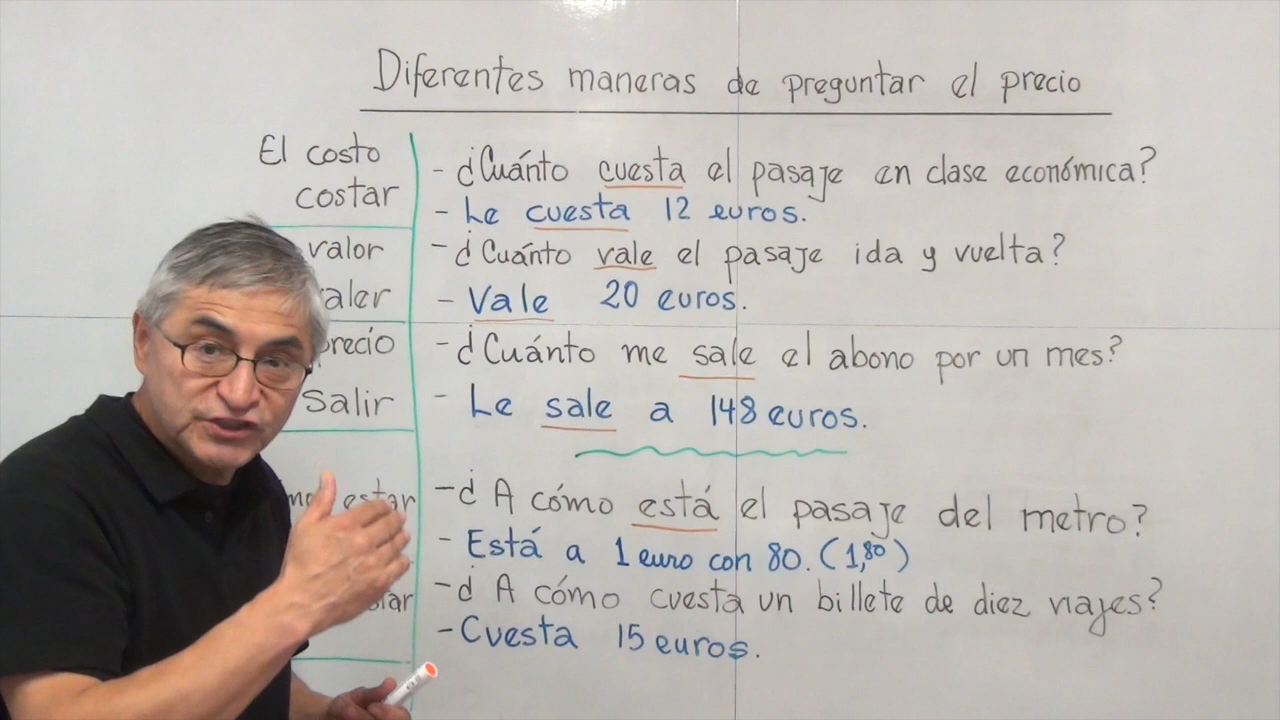 Diferentes maneras de preguntar el precio
El costo
costar
valor
valer
precio
Salir
estar
- ¿Cuánto cuesta el pasaje en clase económica?
- Le cuesta 12 euros.
- ¿Cuánto vale el pasaje ida y vuelta?
- Vale 20 euros.
- ¿Cuánto me sale el abono por un mes?
- Le sale a 148 euros.
- ¿A cómo está el pasaje del metro?
- Está a 1 euro con 80. (1,80)
- ¿A cómo cuesta un billete de diez viajes?
- Cuesta 15 euros.